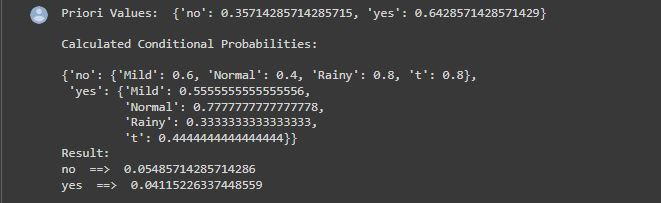 Priori Values:  {'no': 0.35714285714285715, 'yes': 0.6428571428571429}
Calculated Conditional Probabilities:
{'no': {'Mild': 0.6, 'Normal': 0.4, 'Rainy': 0.8, 't': 0.8},
 'yes': {'Mild': 0.5555555555555556,
         'Normal': 0.7777777777777778,
         'Rainy': 0.3333333333333333,
         't': 0.4444444444444444}}
Result:
no  ==>  0.05485714285714286
yes  ==>  0.04115226337448559